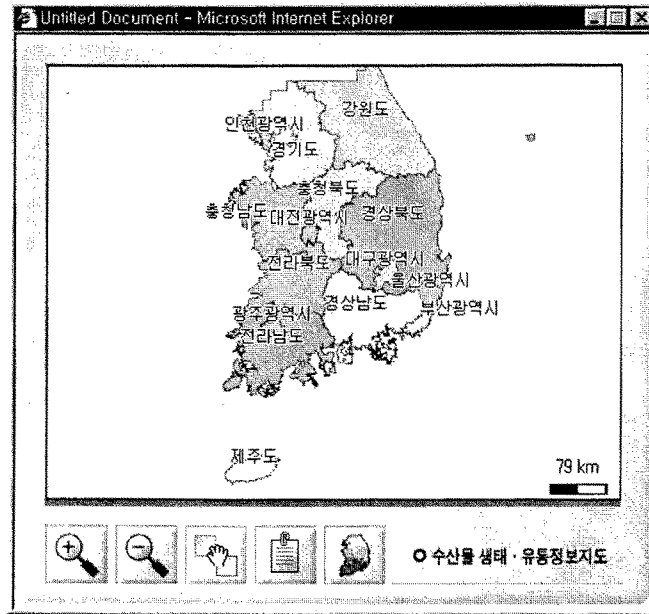 Untitled Document - Microsoft Internet Explorer
강원도
인천광역시
경기도
충청북도
충청남도
대전광역시
경상북도
전라북도
대구광역시
울산광역시
경상남도
부산광역시
광주광역시
전라남도
제주도
79 km
수산물 생태 · 유통정보지도